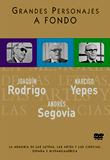 GRANDES PERSONAJES
A FONDO
JOAQUÍN
Rodrigo
NARCISO
Yepes
ANDRÉS
Segovia
LA MEMORIA DE LAS LETRAS, LAS ARTES Y LAS CIENCIAS.
ESPAÑA E HISPANOAMÉRICA
DVD